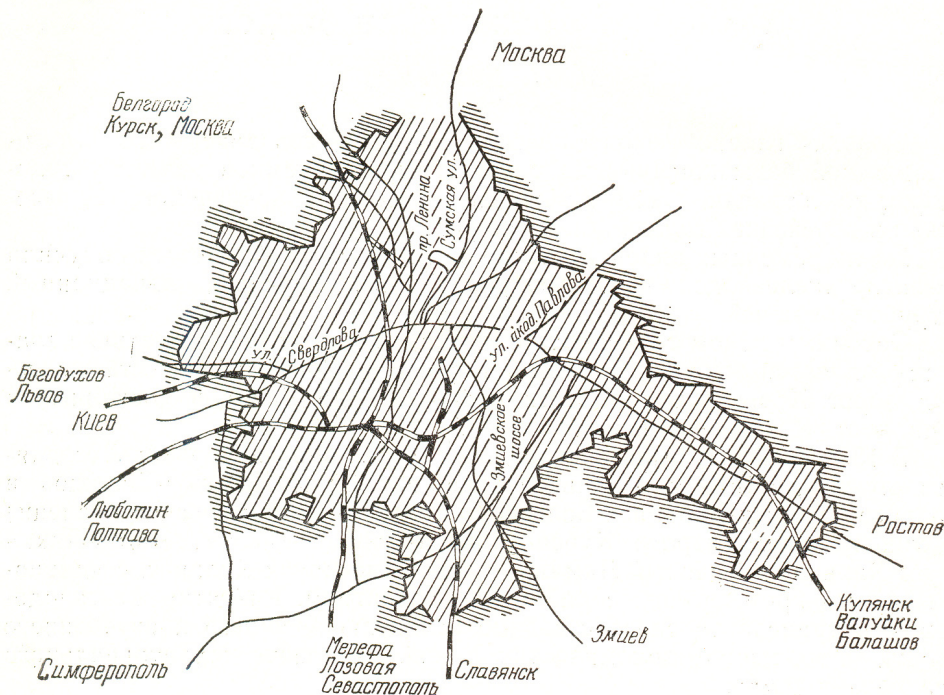 Москва
Белгород
Курск, Москва
пр. Ленина
Сумская ул.
ул. Свердлова
ул. акад. Павлова
Богодухов
Львов
Киев
Змиевское
шоссе
Люботин
Полтава
Ростов
Купянск
Валуйки
Балашов
Змиев
Мерефа
Лозовая
Севастополь
Славянск
Симферополь